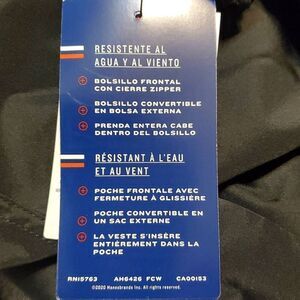 RESISTENTE AL
AGUA Y AL VIENTO
BOLSILLO FRONTAL
CON CIERRE ZIPPER
BOLSILLO CONVERTIBLE
EN BOLSA EXTERNA
PRENDA ENTERA CABE
DENTRO DEL BOLSILLO
RÉSISTANT À L'EAU
ET AU VENT
POCHE FRONTALE AVEC
FERMETURE À GLISSIÈRE
POCHE CONVERTIBLE EN
UN SAC EXTERNE
LA VESTE S'INSÈRE
ENTIÈREMENT DANS LA
POCHE
RN15763 AH6426 FCW CA00153
©2020 Hanesbrands Inc. All rights reserved.